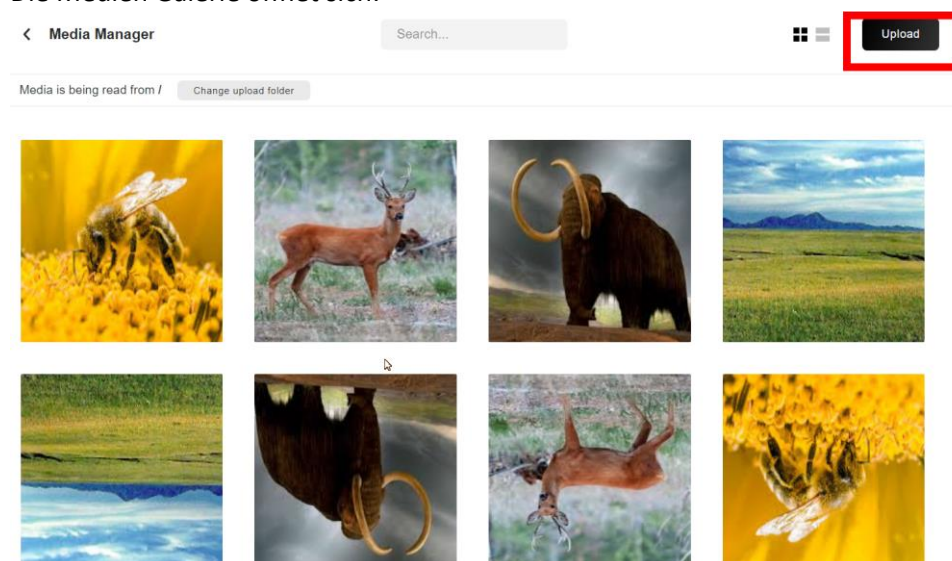 Die Medien-Galerie öffnet sich.
Media Manager
Search...
Upload
Media is being read from /
Change upload folder